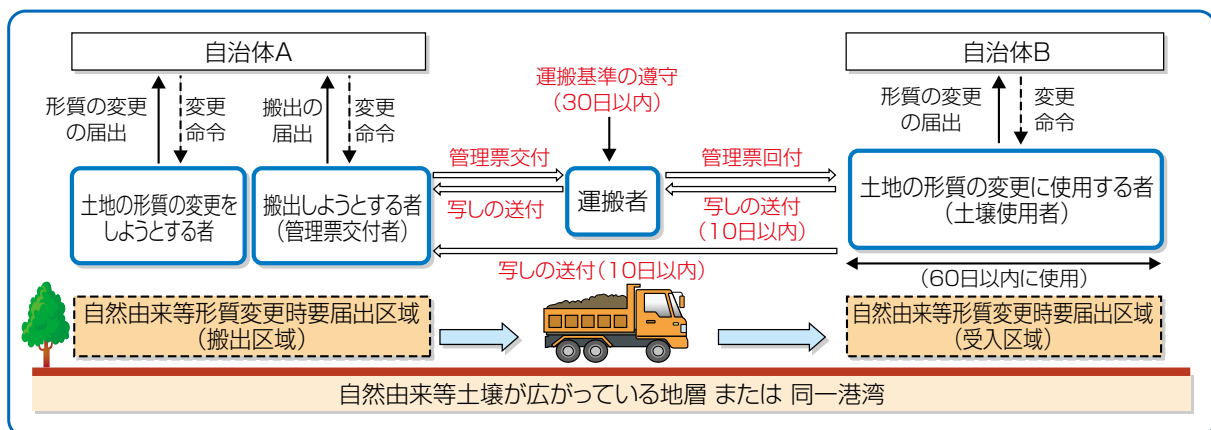 自治体A
自治体B
形質の変更
の届出
変更
命令
搬出の
届出
変更
命令
運搬基準の遵守
(30日以内)
形質の変更
の届出
変更
命令
土地の形質の変更を
しようとする者
搬出しようとする者
(管理票交付者)
管理票交付
写しの送付
運搬者
管理票回付
写しの送付
(10日以内)
土地の形質の変更に使用する者
(土壌使用者)
写しの送付(10日以内)
(60日以内に使用)
自然由来等形質変更時要届出区域
(搬出区域)
自然由来等形質変更時要届出区域
(受入区域)
自然由来等土壌が広がっている地層 または 同一港湾